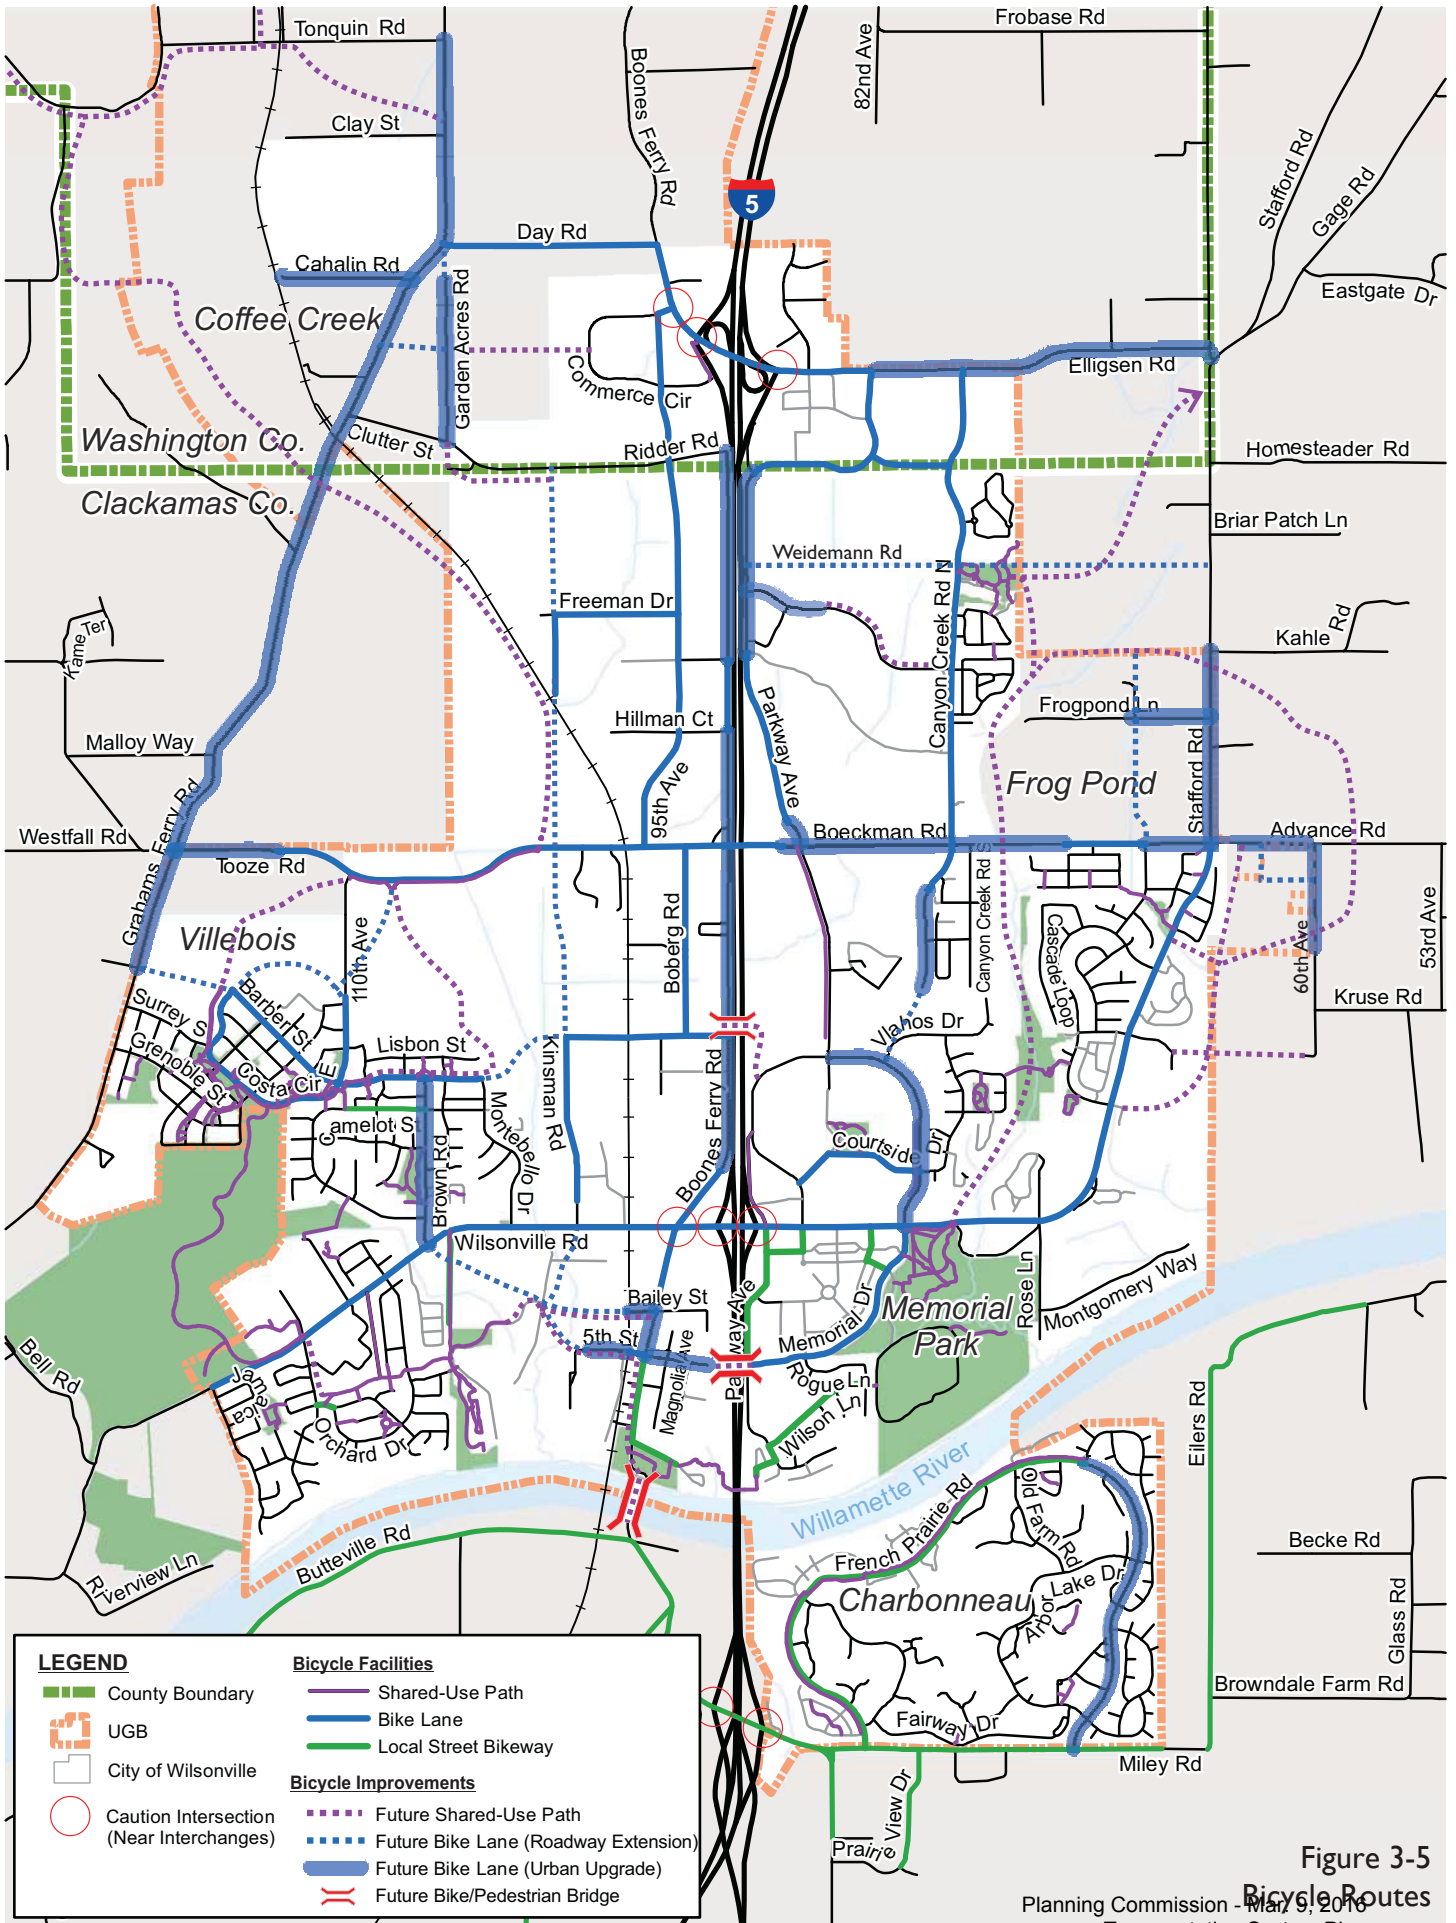 Tonquin Rd
Frobase Rd
82nd Ave
Boones Ferry Rd
Clay St
Stafford Rd
Gage Rd
5
Day Rd
Cahalin Rd
Eastgate Dr
Coffee Creek
Garden Acres Rd
Commerce Cir
Elligsen Rd
Washington Co.
Clutter St
Ridder Rd
Homesteader Rd
Clackamas Co.
Briar Patch Ln
Weidemann Rd
Canyon Creek Rd N
Freeman Dr
Kame Ter
Kahle Rd
Frogpond Ln
Hillman Ct
Parkway Ave
Malloy Way
Frog Pond
Stafford Rd
95th Ave
Grahams Ferry Rd
Westfall Rd
Boeckman Rd
Advance Rd
Tooze Rd
Canyon Creek Rd S
Villebois
110th Ave
Boberg Rd
Cascade Loop
60th Ave
53rd Ave
Kruse Rd
Surrey S
Barber St
Vlahos Dr
Grenoble St
Costa Cir E
Lisbon St
Kinsman Rd
Boones Ferry Rd
Camelot St
Montebello Dr
Courtside Dr
Brown Rd
Wilsonville Rd
Rose Ln
Montgomery Way
Bailey St
Memorial Park
Memorial Dr
Parkway Ave
5th St
Magnolia Ave
Rogue Ln
Wilson Ln
Bell Rd
Jamaica
Orchard Dr
Eilers Rd
Willamette River
French Prairie Rd
Old Farm Rd
Butteville Rd
Becke Rd
Riverview Ln
Charbonneau
Lake Dr
Arbor
Glass Rd
Browndale Farm Rd
Fairway Dr
Miley Rd
Prairie View Dr
LEGEND
County Boundary
UGB
City of Wilsonville
Caution Intersection
(Near Interchanges)
Bicycle Facilities
Shared-Use Path
Bike Lane
Local Street Bikeway
Bicycle Improvements
Future Shared-Use Path
Future Bike Lane (Roadway Extension)
Future Bike Lane (Urban Upgrade)
Future Bike/Pedestrian Bridge
Figure 3-5
Bicycle Routes
Planning Commission - Mar. 9, 2016